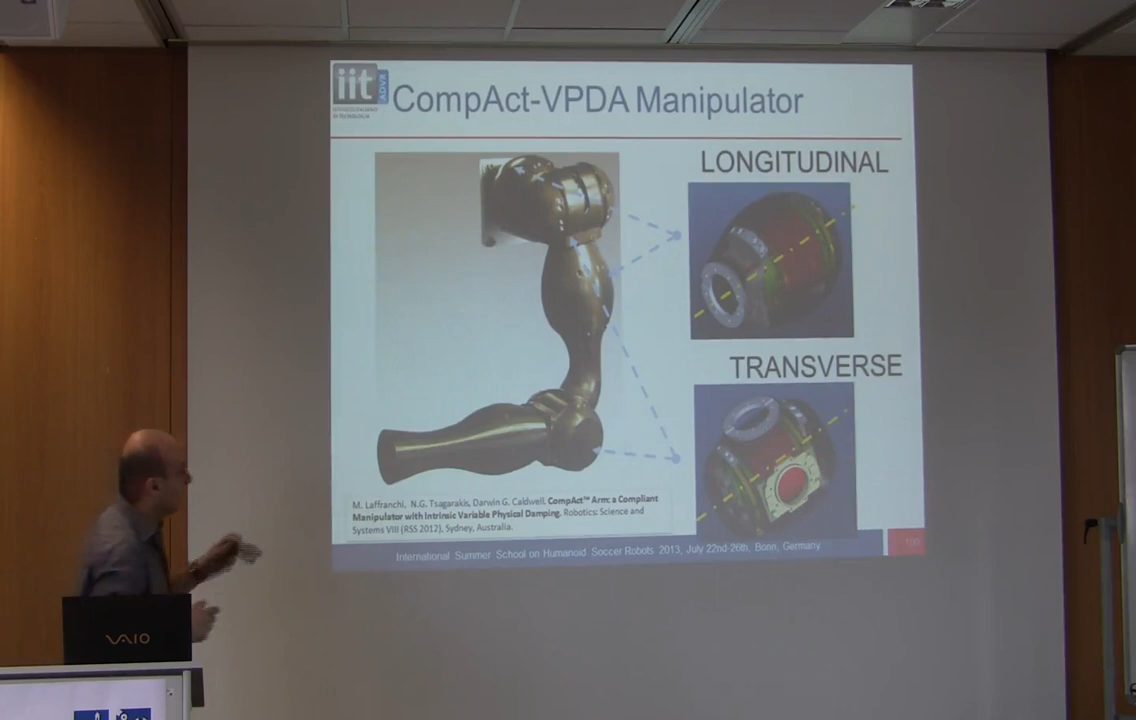 iit
ADVR
CompAct-VPDA Manipulator
LONGITUDINAL
TRANSVERSE
M. Laffranchi, N.G. Tsagarakis, Darwin G. Caldwell, CompAct™ Arm: a Compliant
Manipulator with Intrinsic Variable Physical Damping. Robotics: Science and
Systems VIII (RSS 2012), Sydney, Australia.
International Summer School on Humanoid Soccer Robots 2013, July 22nd-26th, Bonn, Germany
VAIO